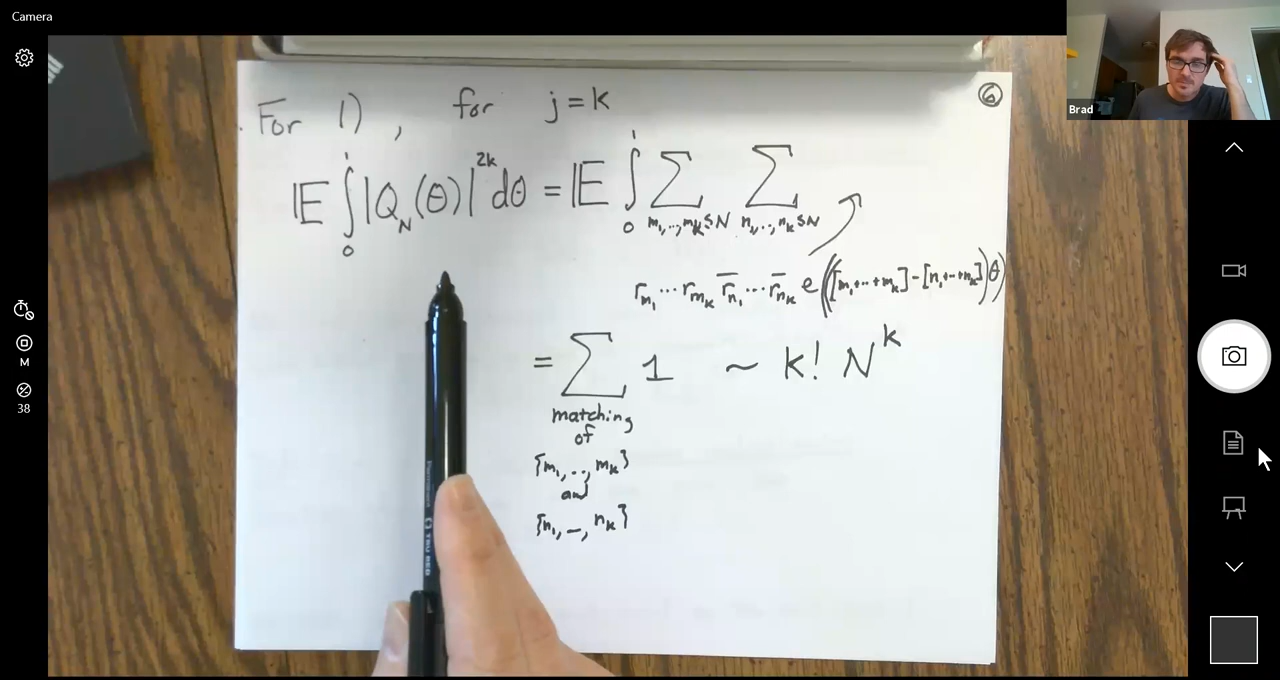 Camera
Brad
M
38
For 1), for j = k
⑥
𝔼 ∫₀¹ |Q_N(θ)|^{2k} dθ = 𝔼 ∫₀¹ Σ_{m₁,..,m_k≤N} Σ_{n₁,..,n_k≤N}
r_{m₁} ⋯ r_{m_k} r̄_{n₁} ⋯ r̄_{n_k} e(([m₁+⋯+m_k]-[n₁+⋯+n_k])θ)
= Σ 1 ~ k! N^k
matching
of
{m₁,..,m_k}
and
{n₁,–,n_k}